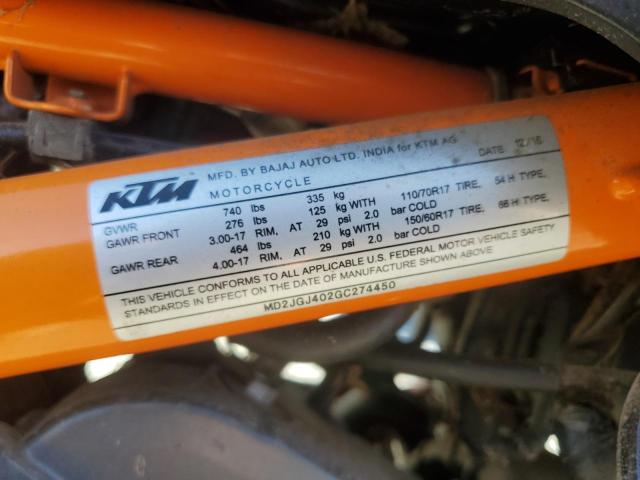 KTM
MFD. BY BAJAJ AUTO LTD. INDIA for KTM AG DATE 12/15
MOTORCYCLE
GVWR 740 lbs 335 kg
GAWR FRONT 276 lbs 125 kg WITH 110/70R17 TIRE, 54 H TYPE,
3.00-17 RIM, AT 29 psi 2.0 bar COLD
GAWR REAR 464 lbs 210 kg WITH 150/60R17 TIRE, 66 H TYPE,
4.00-17 RIM, AT 29 psi 2.0 bar COLD
THIS VEHICLE CONFORMS TO ALL APPLICABLE U.S. FEDERAL MOTOR VEHICLE SAFETY
STANDARDS IN EFFECT ON THE DATE OF MANUFACTURE SHOWN ABOVE
MD2JGJ402GC274450